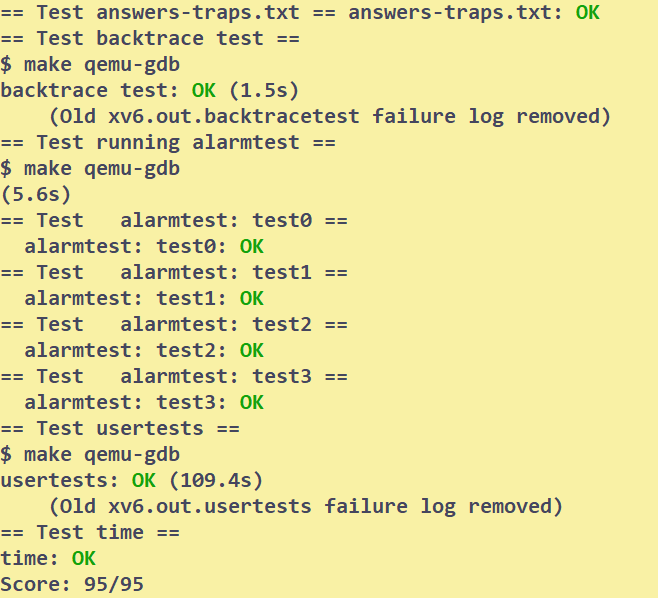 == Test answers-traps.txt == answers-traps.txt: OK
== Test backtrace test ==
$ make qemu-gdb
backtrace test: OK (1.5s)
    (Old xv6.out.backtracetest failure log removed)
== Test running alarmtest ==
$ make qemu-gdb
(5.6s)
== Test   alarmtest: test0 ==
  alarmtest: test0: OK
== Test   alarmtest: test1 ==
  alarmtest: test1: OK
== Test   alarmtest: test2 ==
  alarmtest: test2: OK
== Test   alarmtest: test3 ==
  alarmtest: test3: OK
== Test usertests ==
$ make qemu-gdb
usertests: OK (109.4s)
    (Old xv6.out.usertests failure log removed)
== Test time ==
time: OK
Score: 95/95